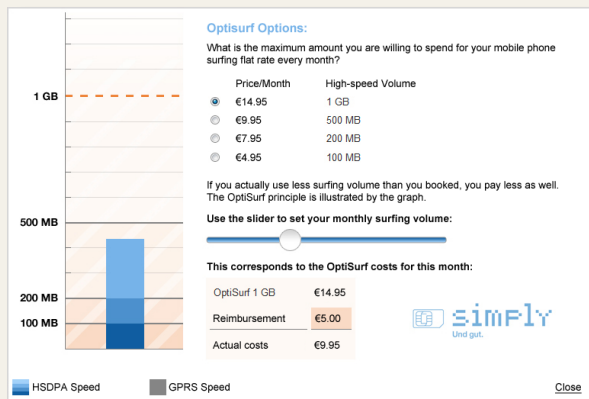 Optisurf Options:
What is the maximum amount you are willing to spend for your mobile phone
surfing flat rate every month?
Price/Month High-speed Volume
€14.95 1 GB
€9.95 500 MB
€7.95 200 MB
€4.95 100 MB
If you actually use less surfing volume than you booked, you pay less as well.
The OptiSurf principle is illustrated by the graph.
Use the slider to set your monthly surfing volume:
This corresponds to the OptiSurf costs for this month:
OptiSurf 1 GB €14.95
Reimbursement €5.00
Actual costs €9.95
simply
Und gut.
1 GB
500 MB
200 MB
100 MB
HSDPA Speed
GPRS Speed
Close